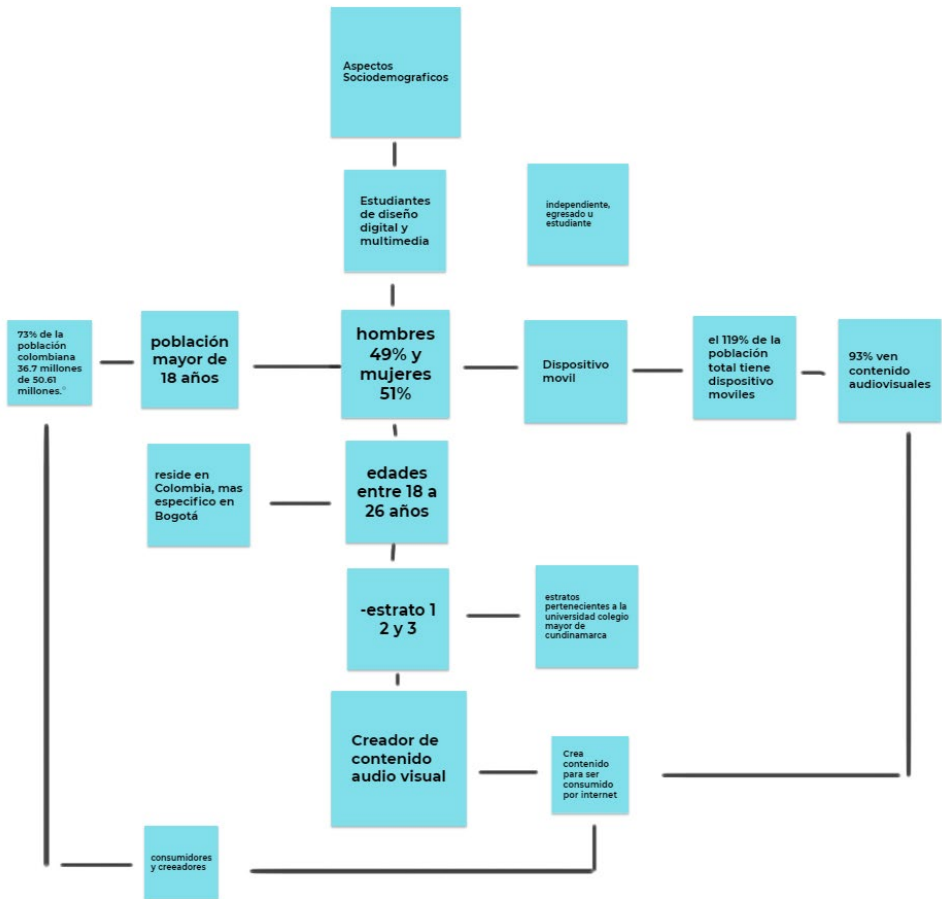 Aspectos
Sociodemograficos
Estudiantes
de diseño
digital y
multimedia
independiente,
egresado u
estudiante
73% de la
población
colombiana
36.7 millones
de 50.61
millones.°
población
mayor de
18 años
hombres
49% y
mujeres
51%
Dispositivo
movil
el 119% de la
población
total tiene
dispositivo
moviles
93% ven
contenido
audiovisuales
reside en
Colombia, mas
especifico en
Bogotá
edades
entre 18 a
26 años
-estrato 1
2 y 3
estratos
pertenecientes a la
universidad colegio
mayor de
cundinamarca
Creador de
contenido
audio visual
Crea
contenido
para ser
consumido
por internet
consumidores
y creeadores